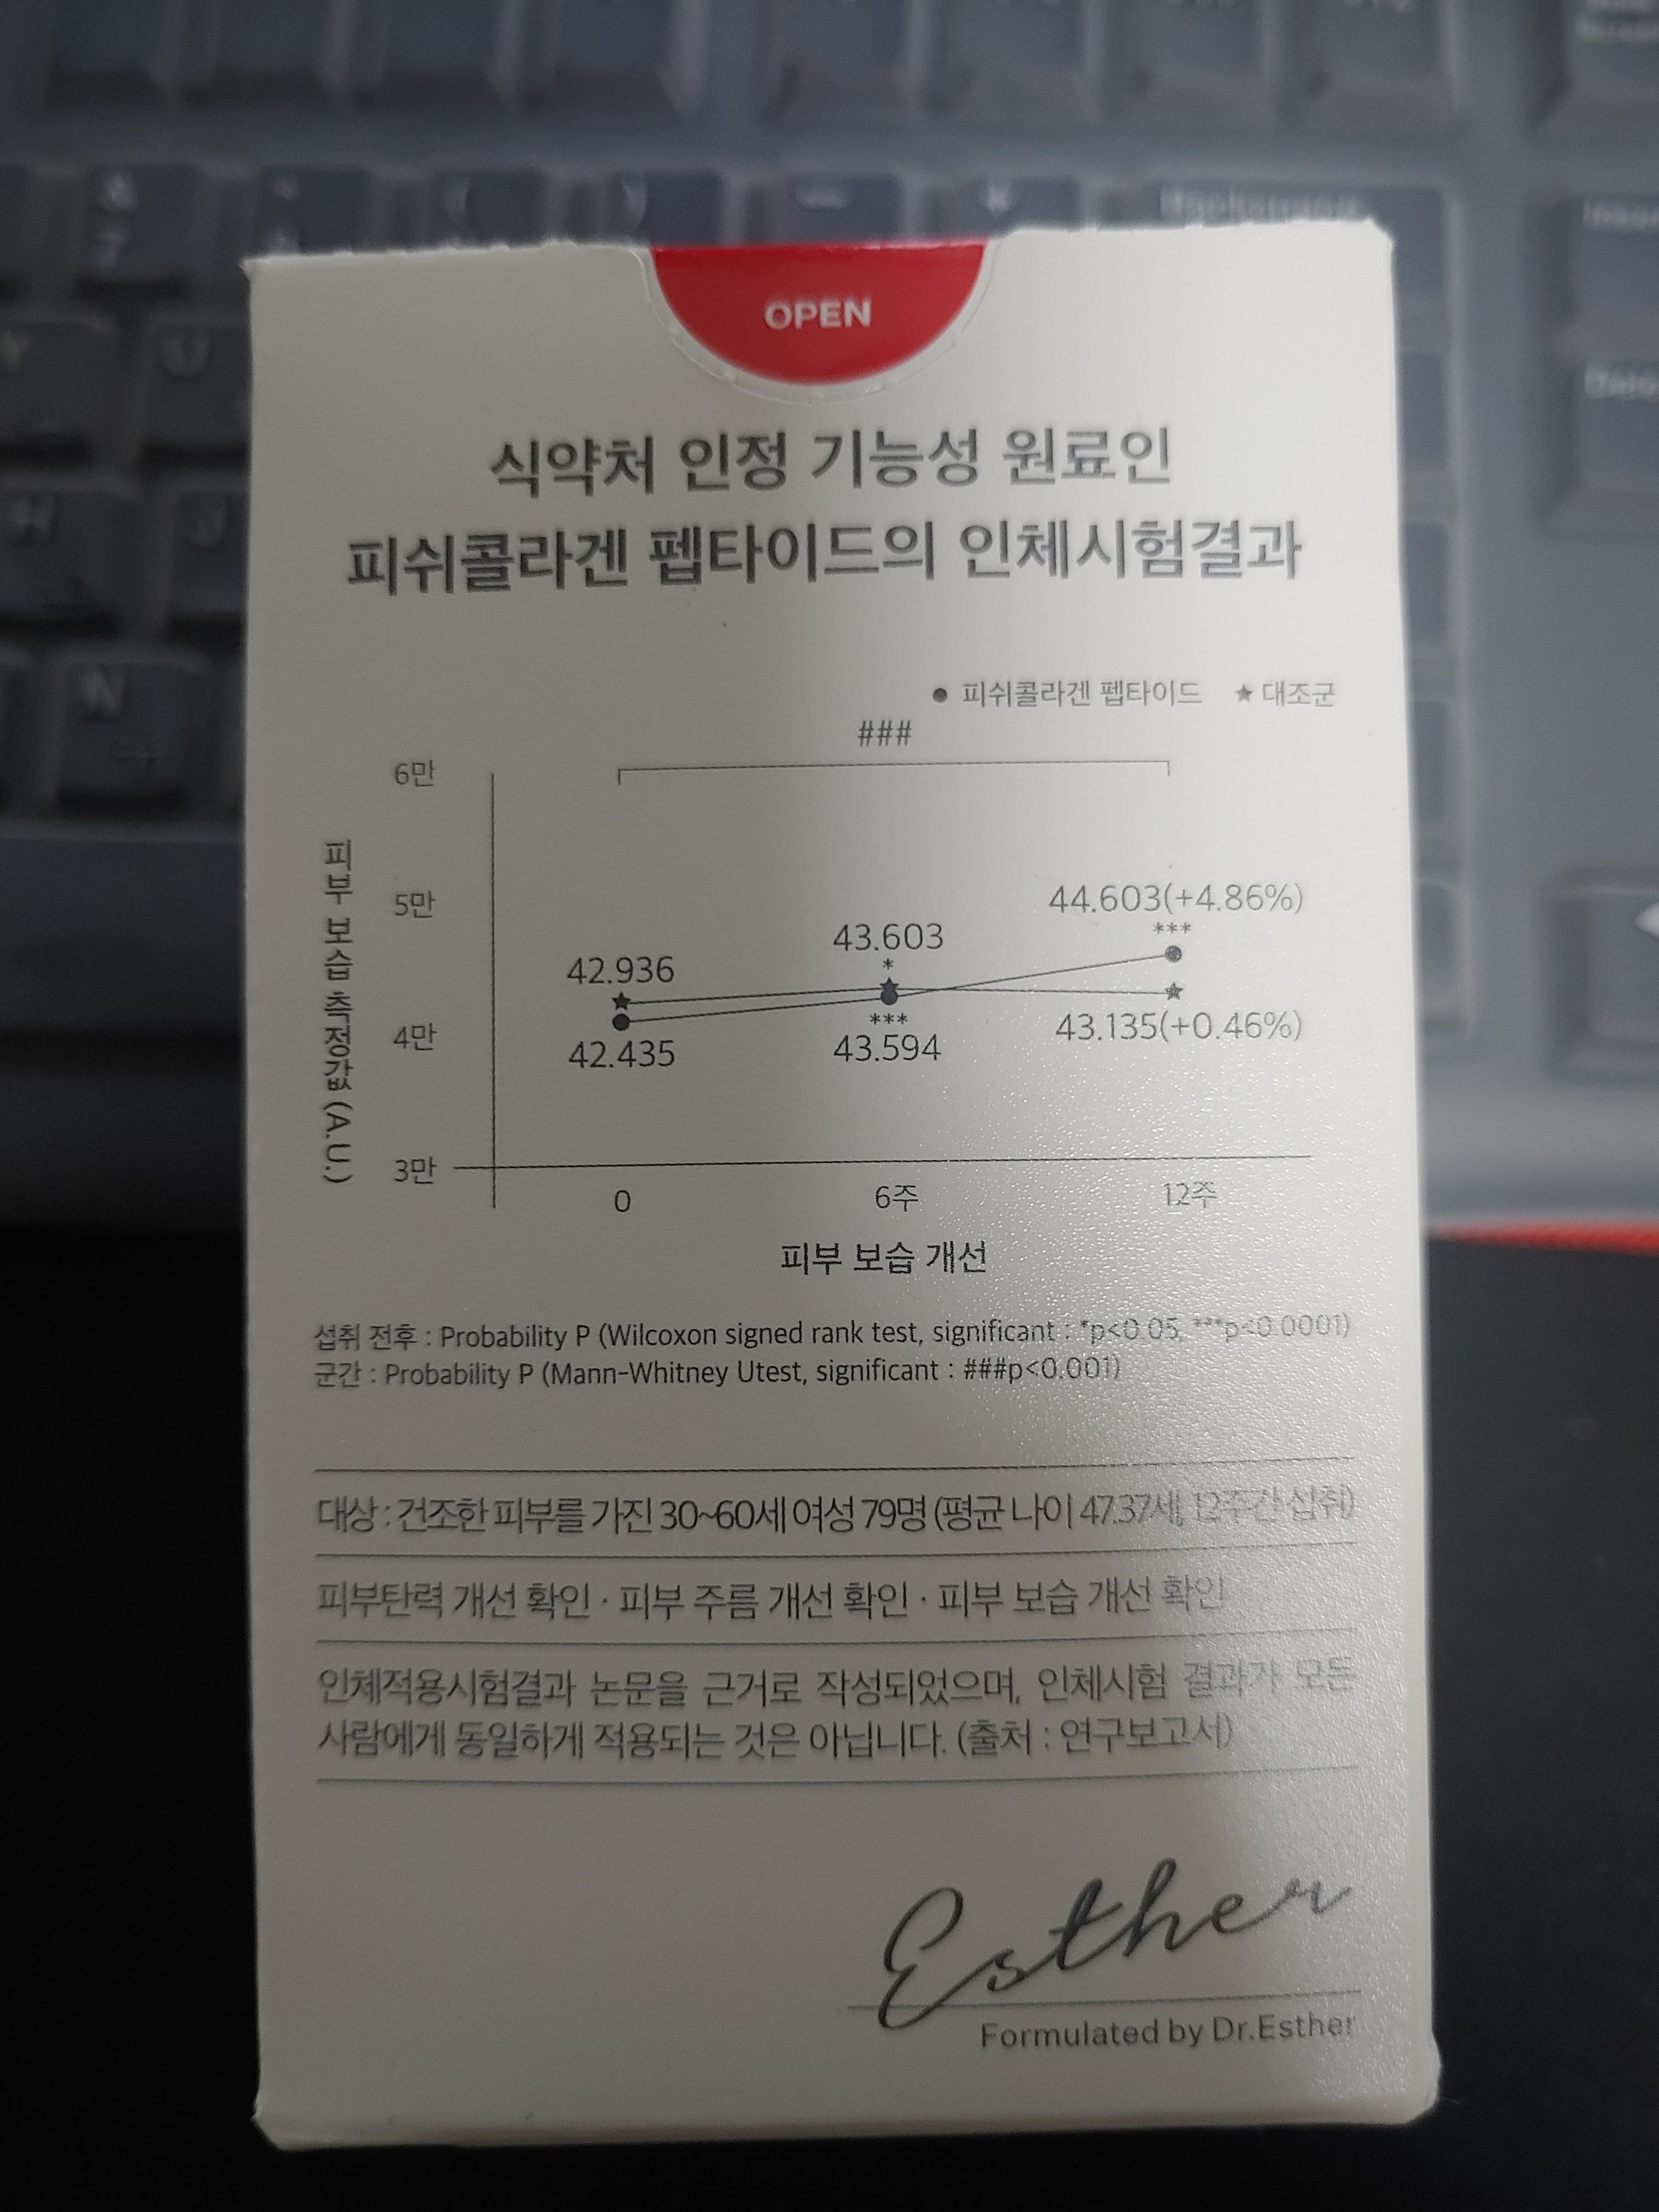 OPEN
식약처 인정 기능성 원료인
피쉬콜라겐 펩타이드의 인체시험결과
● 피쉬콜라겐 펩타이드 ★ 대조군
###
6만
5만
4만
3만
피부 보습 측정값 (A.U.)
44.603(+4.86%)
***
43.603
*
42.936
***
43.135(+0.46%)
42.435
43.594
0 6주 12주
피부 보습 개선
섭취 전후 : Probability P (Wilcoxon signed rank test, significant : *p<0.05, ***p<0.0001)
군간 : Probability P (Mann-Whitney Utest, significant : ###p<0.001)
대상 : 건조한 피부를 가진 30~60세 여성 79명 (평균 나이 47.37세, 12주간 섭취)
피부탄력 개선 확인 · 피부 주름 개선 확인 · 피부 보습 개선 확인
인체적용시험결과 논문을 근거로 작성되었으며, 인체시험 결과가 모든
사람에게 동일하게 적용되는 것은 아닙니다. (출처 : 연구보고서)
Esther
Formulated by Dr.Esther
7
Y
U
H
J
N
Backspace